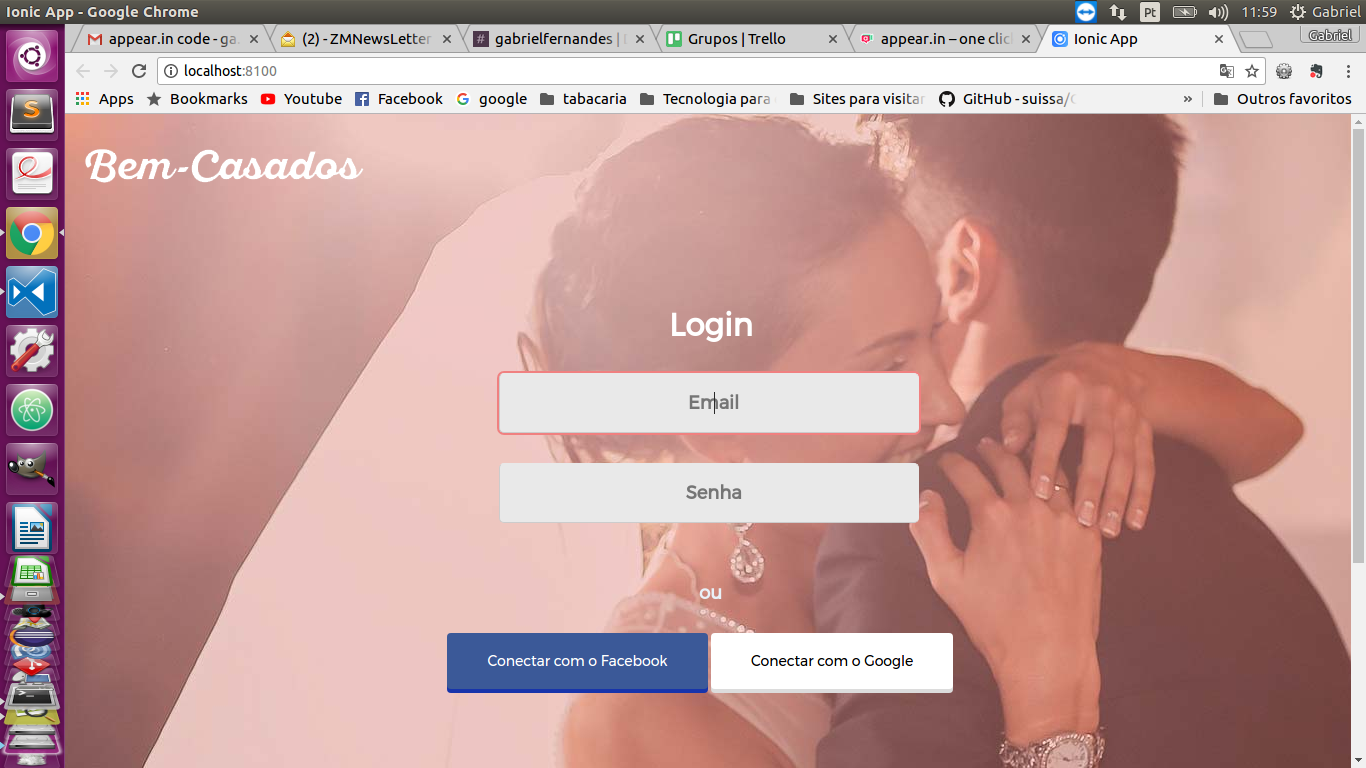 Ionic App - Google Chrome
Pt
11:59
Gabriel
appear.in code - ga
(2) - ZMNewsLetter
gabrielfernandes |
Grupos | Trello
appear.in – one clic
Ionic App
Gabriel
localhost:8100
Apps
Bookmarks
Youtube
Facebook
google
tabacaria
Tecnologia para
Sites para visitar
GitHub - suissa/
»
Outros favoritos
Bem-Casados
Login
Email
Senha
ou
Conectar com o Facebook
Conectar com o Google